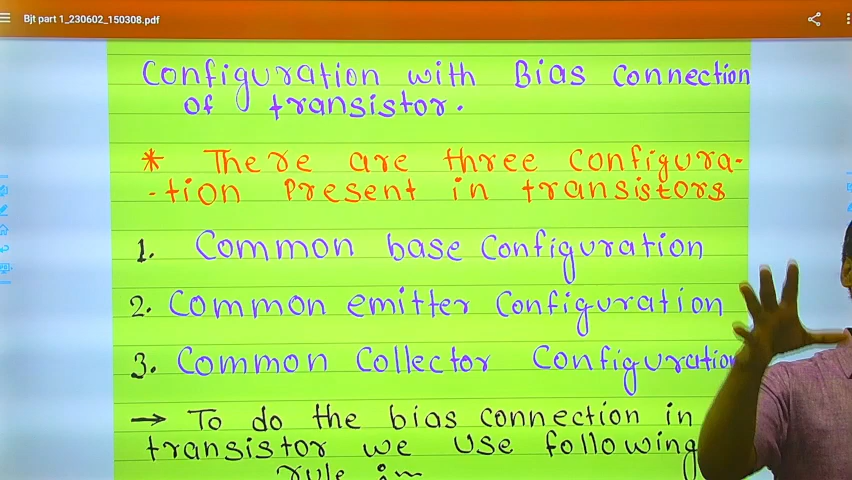 Bjt part 1_230602_150308.pdf
Configuration with Bias connection
of transistor.
* There are three configura-
-tion present in transistors
1. Common base configuration
2. Common emitter configuration
3. Common collector configuration
→ To do the bias connection in
transistor we use following
rule :-